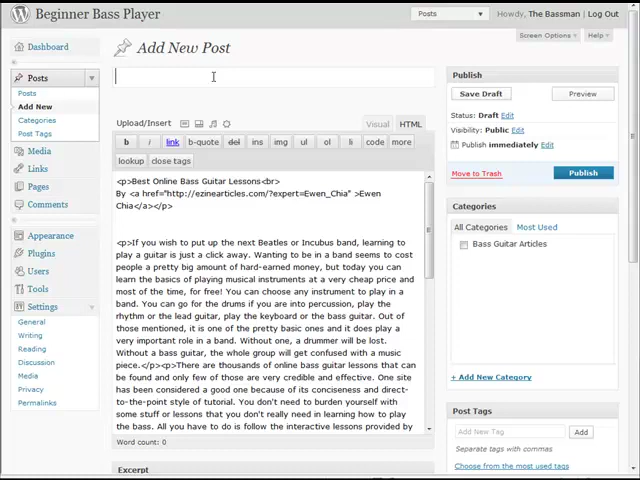 Beginner Bass Player
Posts
Howdy, The Bassman | Log Out
Screen Options
Help
Dashboard
Posts
Posts
Add New
Categories
Post Tags
Media
Links
Pages
Comments
Appearance
Plugins
Users
Tools
Settings
General
Writing
Reading
Discussion
Media
Privacy
Permalinks
Add New Post
Upload/Insert
Visual
HTML
b i link b-quote del ins img ul ol li code more
lookup close tags
<p>Best Online Bass Guitar Lessons<br>
By <a href="http://ezinearticles.com/?expert=Ewen_Chia" >Ewen
Chia</a></p>
<p>If you wish to put up the next Beatles or Incubus band, learning to
play a guitar is just a click away. Wanting to be in a band seems to cost
people a pretty big amount of hard-earned money, but today you can
learn the basics of playing musical instruments at a very cheap price and
most of the time, for free! You can choose any instrument to play in a
band. You can go for the drums if you are into percussion, play the
rhythm or the lead guitar, play the keyboard or the bass guitar. Out of
those mentioned, it is one of the pretty basic ones and it does play a
very important role in a band. Without one, a drummer will be lost.
Without a bass guitar, the whole group will get confused with a music
piece.</p><p>There are thousands of online bass guitar lessons that can
be found and only few of those are very credible and effective. One site
has been considered a good one because of its conciseness and direct-
to-the-point style of tutorial. You don't need to burden yourself with
some stuff or lessons that you don't really need in learning how to play
the bass. All you have to do is follow the interactive lessons provided by
Word count: 0
Excerpt
Publish
Save Draft
Preview
Status: Draft Edit
Visibility: Public Edit
Publish immediately Edit
Move to Trash
Publish
Categories
All Categories
Most Used
Bass Guitar Articles
+ Add New Category
Post Tags
Add New Tag
Add
Separate tags with commas
Choose from the most used tags